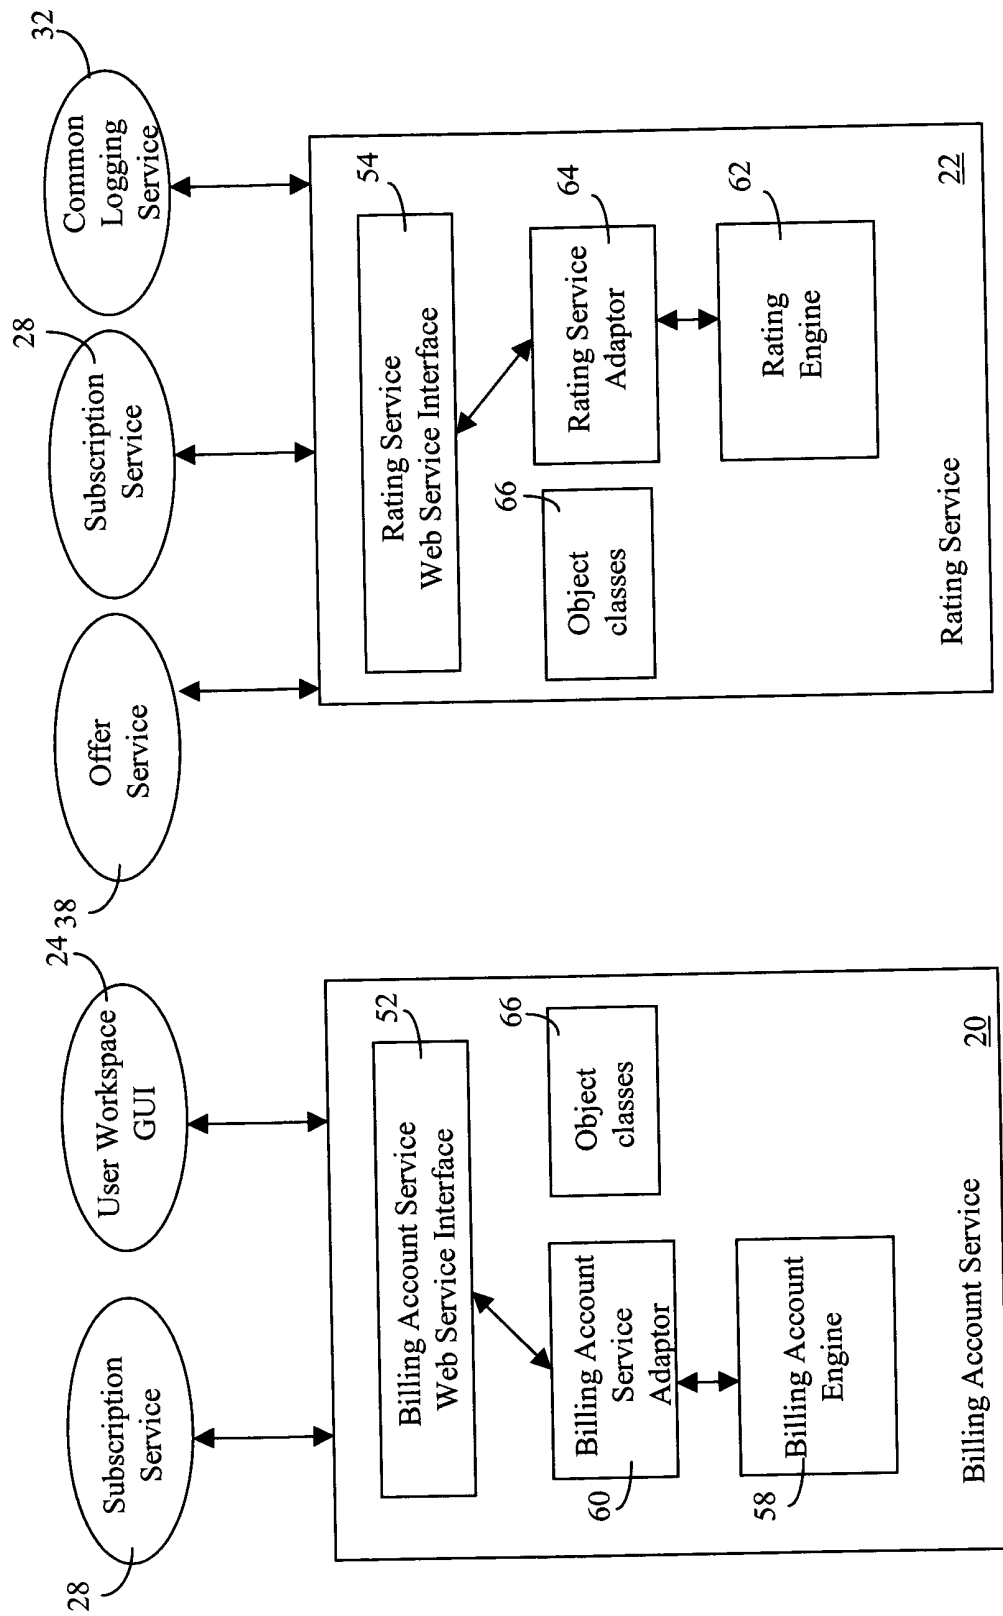 28
Subscription
Service
24
User Workspace
GUI
38
Offer
Service
28
Subscription
Service
32
Common
Logging
Service
52
Billing Account Service
Web Service Interface
60
Billing Account
Service
Adaptor
66
Object
classes
58
Billing Account
Engine
Billing Account Service
20
54
Rating Service
Web Service Interface
66
Object
classes
64
Rating Service
Adaptor
62
Rating
Engine
Rating Service
22